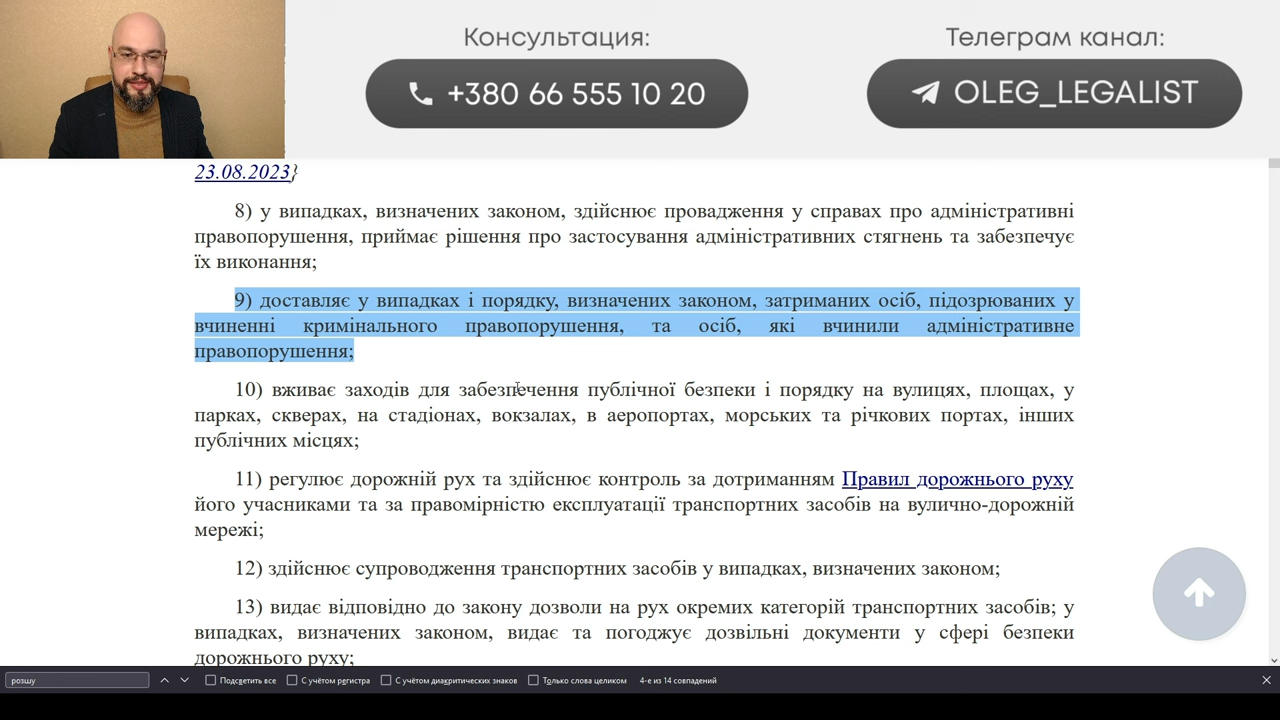 Консультация:
Телеграм канал:
+380 66 555 10 20
OLEG_LEGALIST
23.08.2023}
8) у випадках, визначених законом, здійснює провадження у справах про адміністративні
правопорушення, приймає рішення про застосування адміністративних стягнень та забезпечує
їх виконання;
9) доставляє у випадках і порядку, визначених законом, затриманих осіб, підозрюваних у
вчиненні кримінального правопорушення, та осіб, які вчинили адміністративне
правопорушення;
10) вживає заходів для забезпечення публічної безпеки і порядку на вулицях, площах, у
парках, скверах, на стадіонах, вокзалах, в аеропортах, морських та річкових портах, інших
публічних місцях;
11) регулює дорожній рух та здійснює контроль за дотриманням Правил дорожнього руху
його учасниками та за правомірністю експлуатації транспортних засобів на вулично-дорожній
мережі;
12) здійснює супроводження транспортних засобів у випадках, визначених законом;
13) видає відповідно до закону дозволи на рух окремих категорій транспортних засобів; у
випадках, визначених законом, видає та погоджує дозвільні документи у сфері безпеки
дорожнього руху;
розшу
Подсветить все
С учётом регистра
С учётом диакритических знаков
Только слова целиком
4-е из 14 совпадений